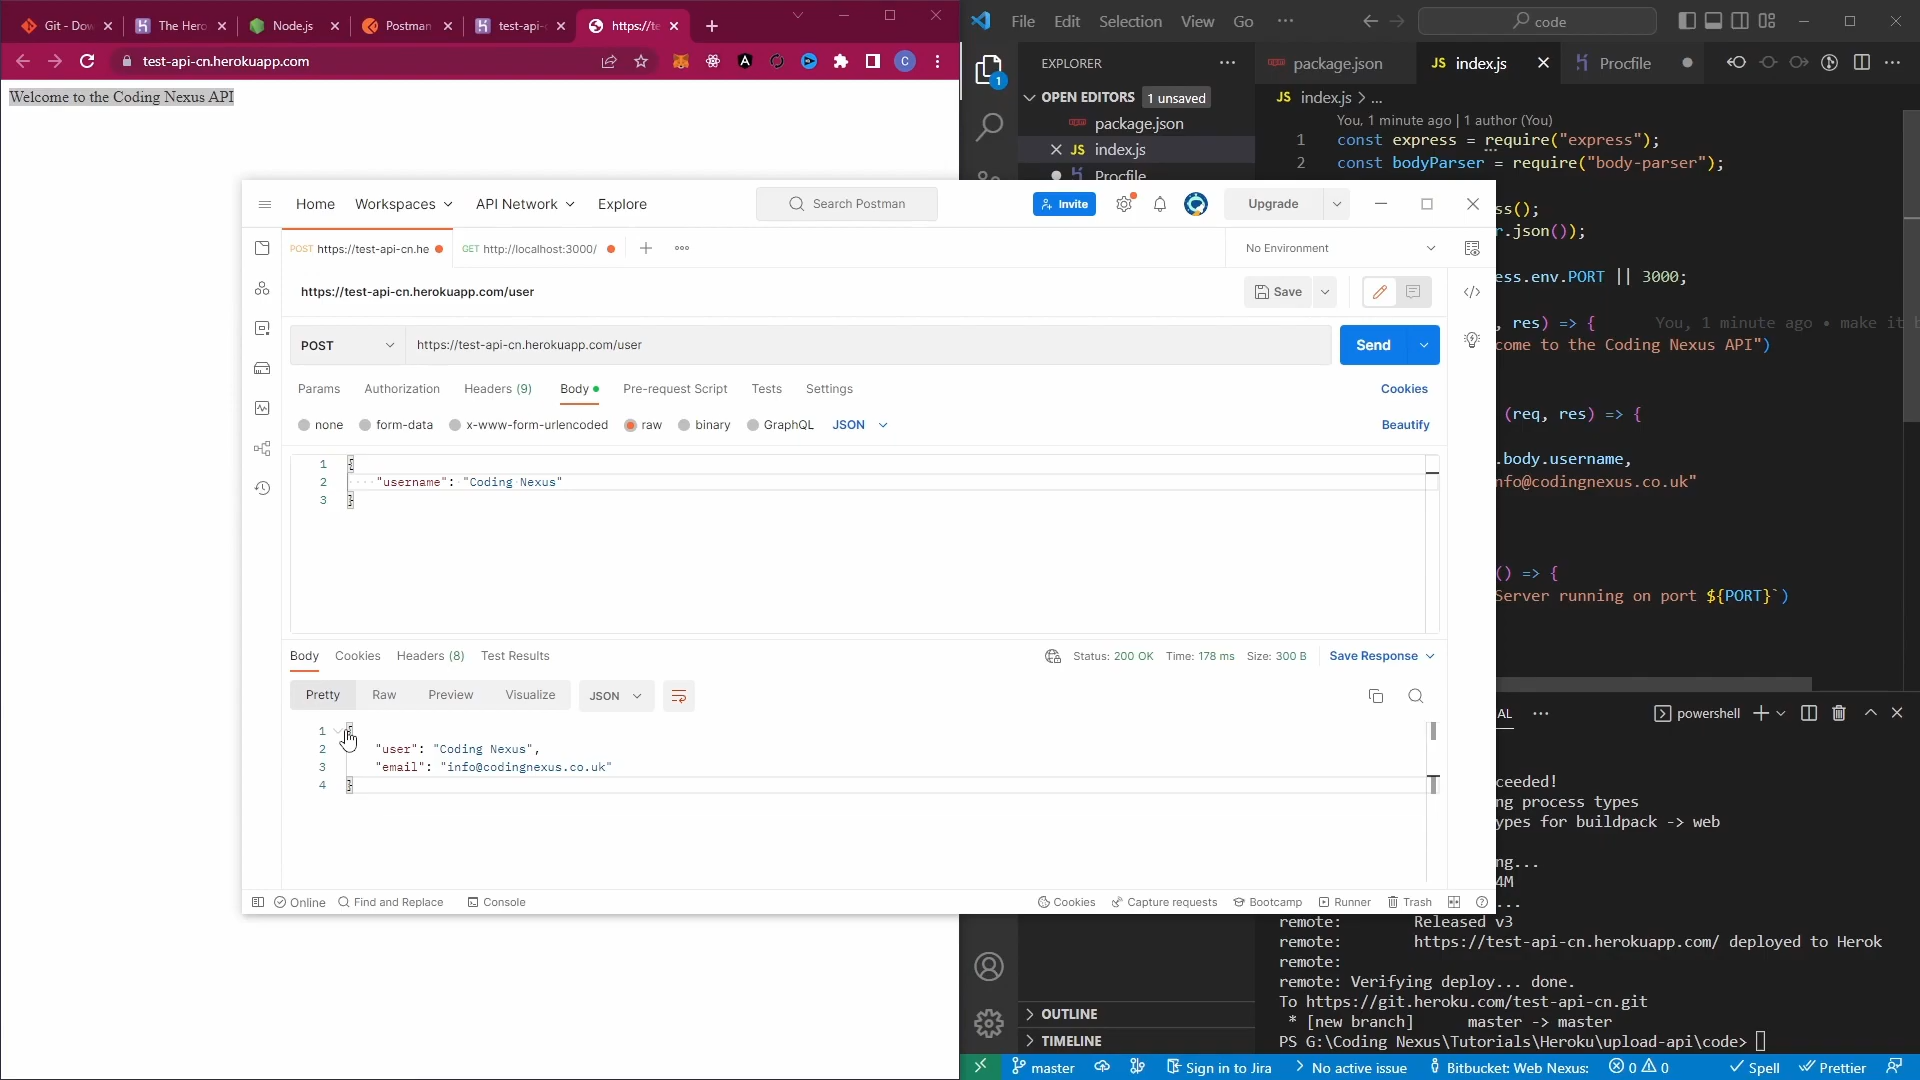 Git - Dow
The Hero
Node.js
Postman
test-api-
https://te
test-api-cn.herokuapp.com
C
Welcome to the Coding Nexus API
File Edit Selection View Go ...
code
EXPLORER
OPEN EDITORS 1 unsaved
package.json
JS index.js
Procfile
1
package.json
JS index.js
Procfile
JS index.js > ...
You, 1 minute ago | 1 author (You)
1 const express = require("express");
2 const bodyParser = require("body-parser");
ss();
r.json());
ess.env.PORT || 3000;
, res) => { You, 1 minute ago • make it b
come to the Coding Nexus API")
(req, res) => {
.body.username,
nfo@codingnexus.co.uk"
() => {
Server running on port ${PORT}`)
Home Workspaces API Network Explore
Search Postman
Invite
Upgrade
POST https://test-api-cn.he
GET http://localhost:3000/
No Environment
https://test-api-cn.herokuapp.com/user
Save
POST https://test-api-cn.herokuapp.com/user
Send
Params Authorization Headers (9) Body Pre-request Script Tests Settings
Cookies
none form-data x-www-form-urlencoded raw binary GraphQL JSON
Beautify
1 {
2 "username": "Coding Nexus"
3 }
Body Cookies Headers (8) Test Results
Status: 200 OK Time: 178 ms Size: 300 B Save Response
Pretty Raw Preview Visualize JSON
1 {
2 "user": "Coding Nexus",
3 "email": "info@codingnexus.co.uk"
4 }
Online Find and Replace Console
Cookies Capture requests Bootcamp Runner Trash
AL ... powershell
ceeded!
ng process types
ypes for buildpack -> web
ng...
4M
...
remote: Released v3
remote: https://test-api-cn.herokuapp.com/ deployed to Herok
remote:
remote: Verifying deploy... done.
To https://git.heroku.com/test-api-cn.git
* [new branch] master -> master
PS G:\Coding Nexus\Tutorials\Heroku\upload-api\code>
OUTLINE
TIMELINE
master Sign in to Jira No active issue Bitbucket: Web Nexus: 0 0 Spell Prettier